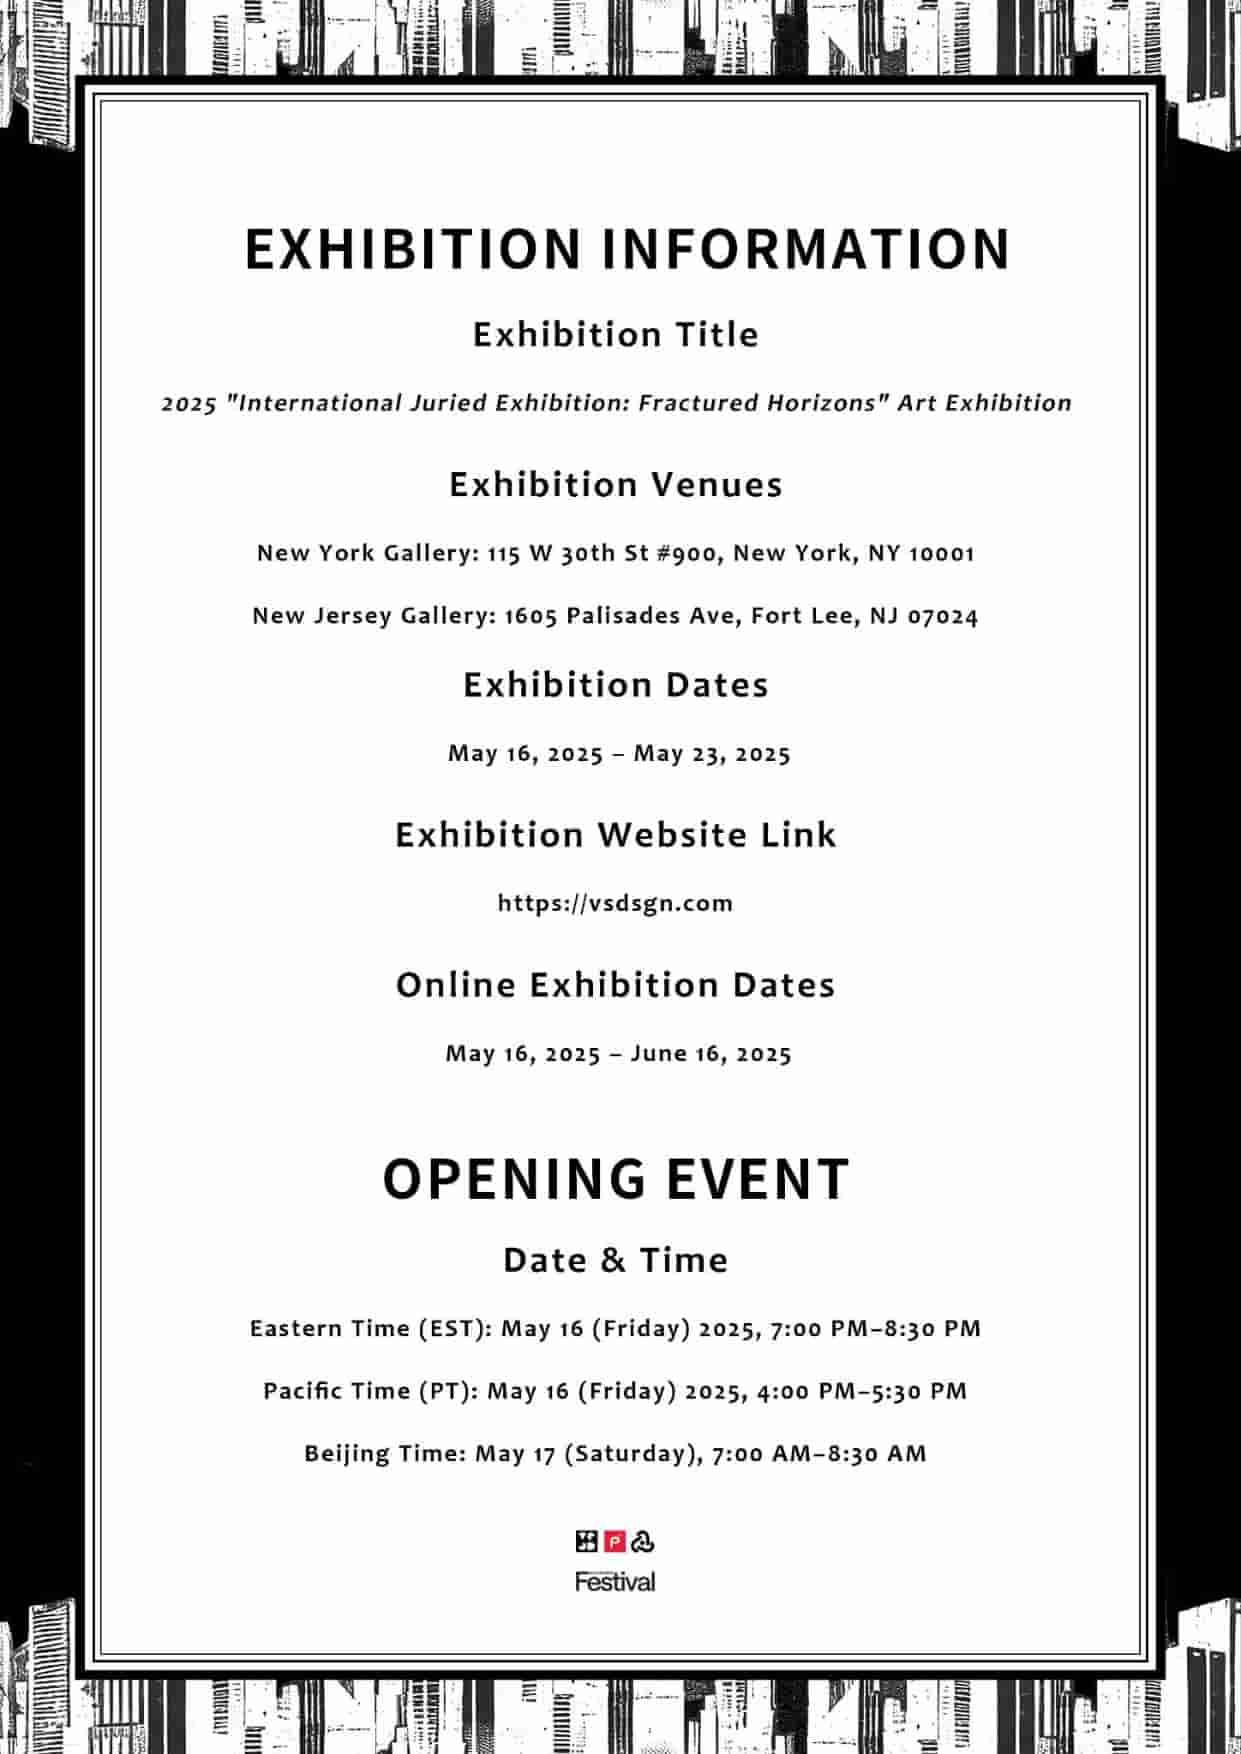 EXHIBITION INFORMATION
Exhibition Title
2025 "International Juried Exhibition: Fractured Horizons" Art Exhibition
Exhibition Venues
New York Gallery: 115 W 30th St #900, New York, NY 10001
New Jersey Gallery: 1605 Palisades Ave, Fort Lee, NJ 07024
Exhibition Dates
May 16, 2025 – May 23, 2025
Exhibition Website Link
https://vsdsgn.com
Online Exhibition Dates
May 16, 2025 – June 16, 2025
OPENING EVENT
Date & Time
Eastern Time (EST): May 16 (Friday) 2025, 7:00 PM–8:30 PM
Pacific Time (PT): May 16 (Friday) 2025, 4:00 PM–5:30 PM
Beijing Time: May 17 (Saturday), 7:00 AM–8:30 AM
P
Festival